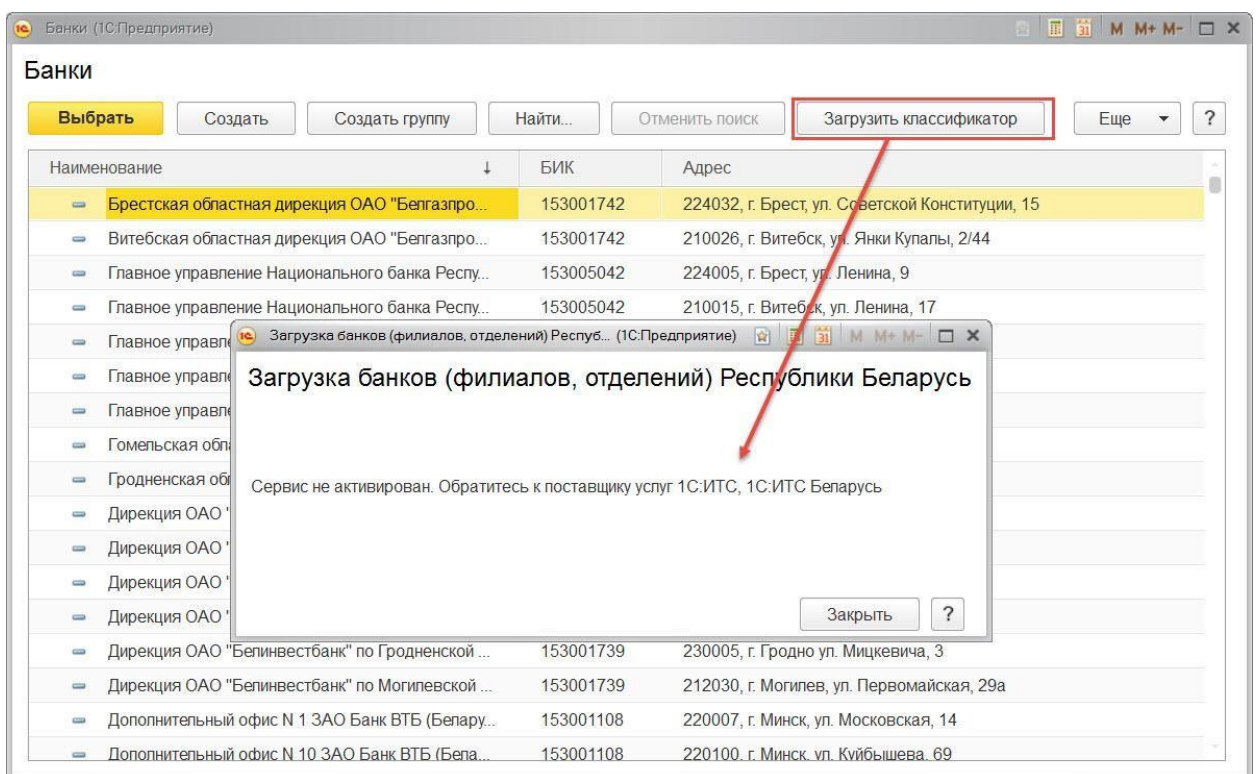 1С Банки (1С:Предприятие) 31 M M+ M-
Банки
Выбрать Создать Создать группу Найти... Отменить поиск Загрузить классификатор Еще ?
Наименование ↓ БИК Адрес
Брестская областная дирекция ОАО "Белгазпро... 153001742 224032, г. Брест, ул. Советской Конституции, 15
Витебская областная дирекция ОАО "Белгазпро... 153001742 210026, г. Витебск, ул. Янки Купалы, 2/44
Главное управление Национального банка Респу... 153005042 224005, г. Брест, ул. Ленина, 9
Главное управление Национального банка Респу... 153005042 210015, г. Витебск, ул. Ленина, 17
Главное управле
Главное управле
Главное управле
Гомельская обла
Гродненская обл
Дирекция ОАО "
Дирекция ОАО "
Дирекция ОАО "
Дирекция ОАО "
1С Загрузка банков (филиалов, отделений) Респуб... (1С:Предприятие) 31 M M+ M-
Загрузка банков (филиалов, отделений) Республики Беларусь
Сервис не активирован. Обратитесь к поставщику услуг 1С:ИТС, 1С:ИТС Беларусь
Закрыть ?
Дирекция ОАО "Белинвестбанк" по Гродненской ... 153001739 230005, г. Гродно ул. Мицкевича, 3
Дирекция ОАО "Белинвестбанк" по Могилевской ... 153001739 212030, г. Могилев, ул. Первомайская, 29а
Дополнительный офис N 1 ЗАО Банк ВТБ (Белару... 153001108 220007, г. Минск, ул. Московская, 14
Дополнительный офис N 10 ЗАО Банк ВТБ (Бела... 153001108 220100, г. Минск, ул. Куйбышева, 69